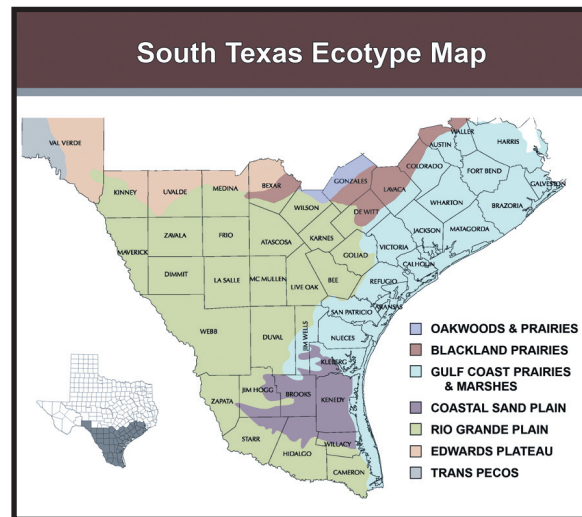 South Texas Ecotype Map
VAL VERDE
KINNEY
UVALDE
MEDINA
BEXAR
GONZALES
LAVACA
COLORADO
AUSTIN
WALLER
HARRIS
FORT BEND
GALVESTON
BRAZORIA
WHARTON
MATAGORDA
JACKSON
DE WITT
WILSON
KARNES
VICTORIA
CALHOUN
GOLIAD
REFUGIO
ARANSAS
BEE
MAVERICK
ZAVALA
FRIO
ATASCOSA
DIMMIT
LA SALLE
MC MULLEN
LIVE OAK
SAN PATRICIO
NUECES
JIM WELLS
KLEBERG
WEBB
DUVAL
ZAPATA
JIM HOGG
BROOKS
KENEDY
STARR
HIDALGO
WILLACY
CAMERON
OAKWOODS & PRAIRIES
BLACKLAND PRAIRIES
GULF COAST PRAIRIES
& MARSHES
COASTAL SAND PLAIN
RIO GRANDE PLAIN
EDWARDS PLATEAU
TRANS PECOS